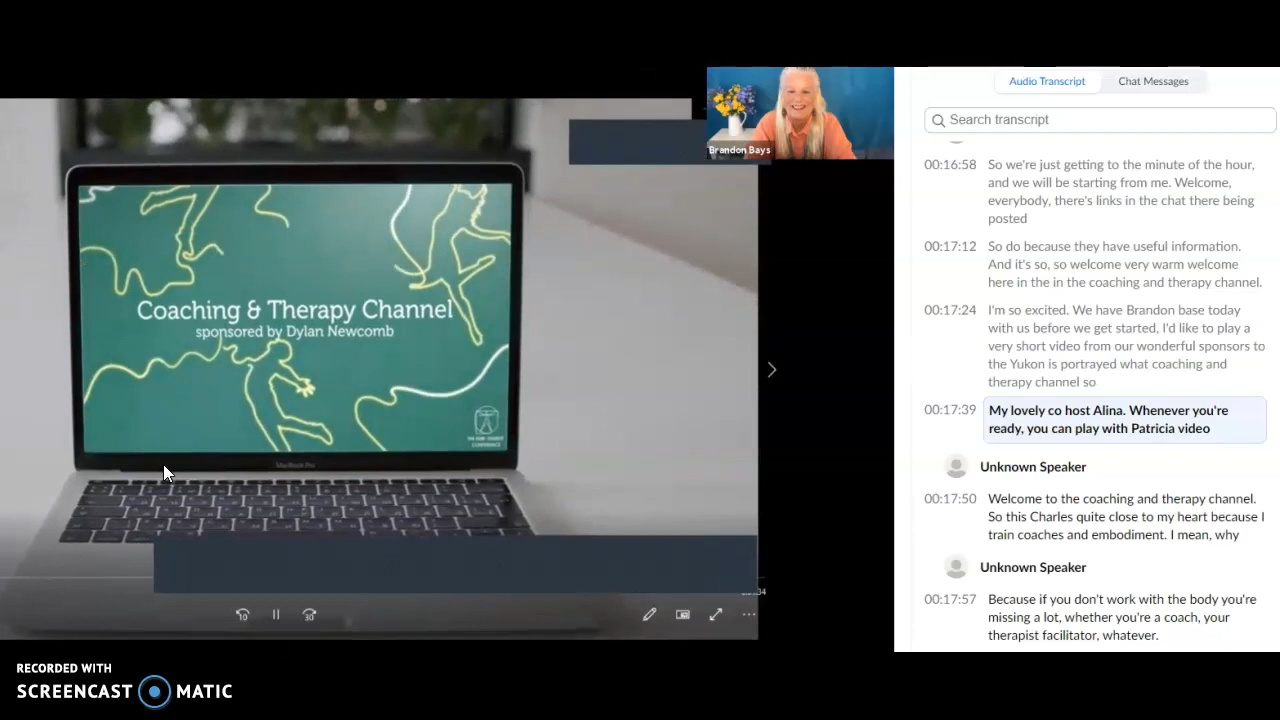 Coaching & Therapy Channel
sponsored by Dylan Newcomb
THE EMBODIMENT
CONFERENCE
MacBook Pro
10
30
Brandon Bays
Audio Transcript
Chat Messages
Search transcript
00:16:58
So we're just getting to the minute of the hour,
and we will be starting from me. Welcome,
everybody, there's links in the chat there being
posted
00:17:12
So do because they have useful information.
And it's so, so welcome very warm welcome
here in the in the coaching and therapy channel.
00:17:24
I'm so excited. We have Brandon base today
with us before we get started, I'd like to play a
very short video from our wonderful sponsors to
the Yukon is portrayed what coaching and
therapy channel so
00:17:39
My lovely co host Alina. Whenever you're
ready, you can play with Patricia video
Unknown Speaker
00:17:50
Welcome to the coaching and therapy channel.
So this Charles quite close to my heart because I
train coaches and embodiment. I mean, why
Unknown Speaker
00:17:57
Because if you don't work with the body you're
missing a lot, whether you're a coach, your
therapist facilitator, whatever.
RECORDED WITH
SCREENCAST MATIC